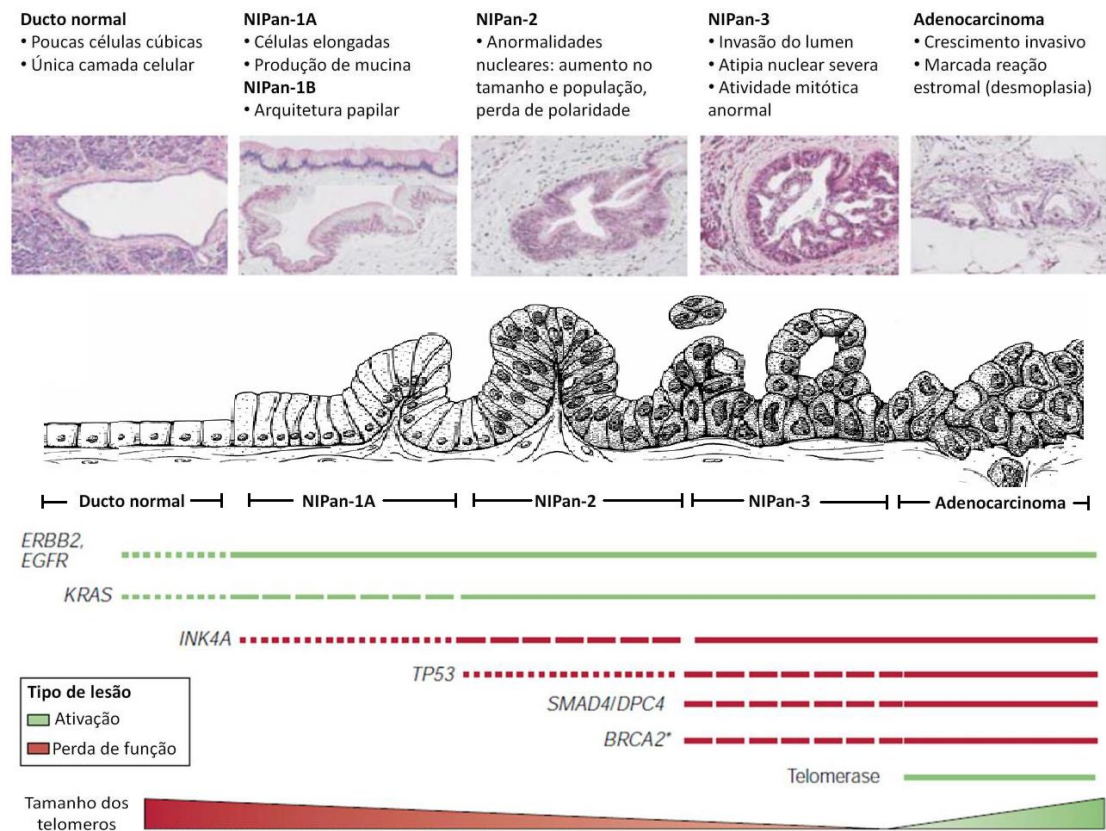 Ducto normal
• Poucas células cúbicas
• Única camada celular
NIPan-1A
• Células elongadas
• Produção de mucina
NIPan-1B
• Arquitetura papilar
NIPan-2
• Anormalidades
nucleares: aumento no
tamanho e população,
perda de polaridade
NIPan-3
• Invasão do lumen
• Atipia nuclear severa
• Atividade mitótica
anormal
Adenocarcinoma
• Crescimento invasivo
• Marcada reação
estromal (desmoplasia)
Ducto normal
NIPan-1A
NIPan-2
NIPan-3
Adenocarcinoma
ERBB2,
EGFR
KRAS
INK4A
TP53
SMAD4/DPC4
BRCA2*
Telomerase
Tipo de lesão
Ativação
Perda de função
Tamanho dos
telomeros